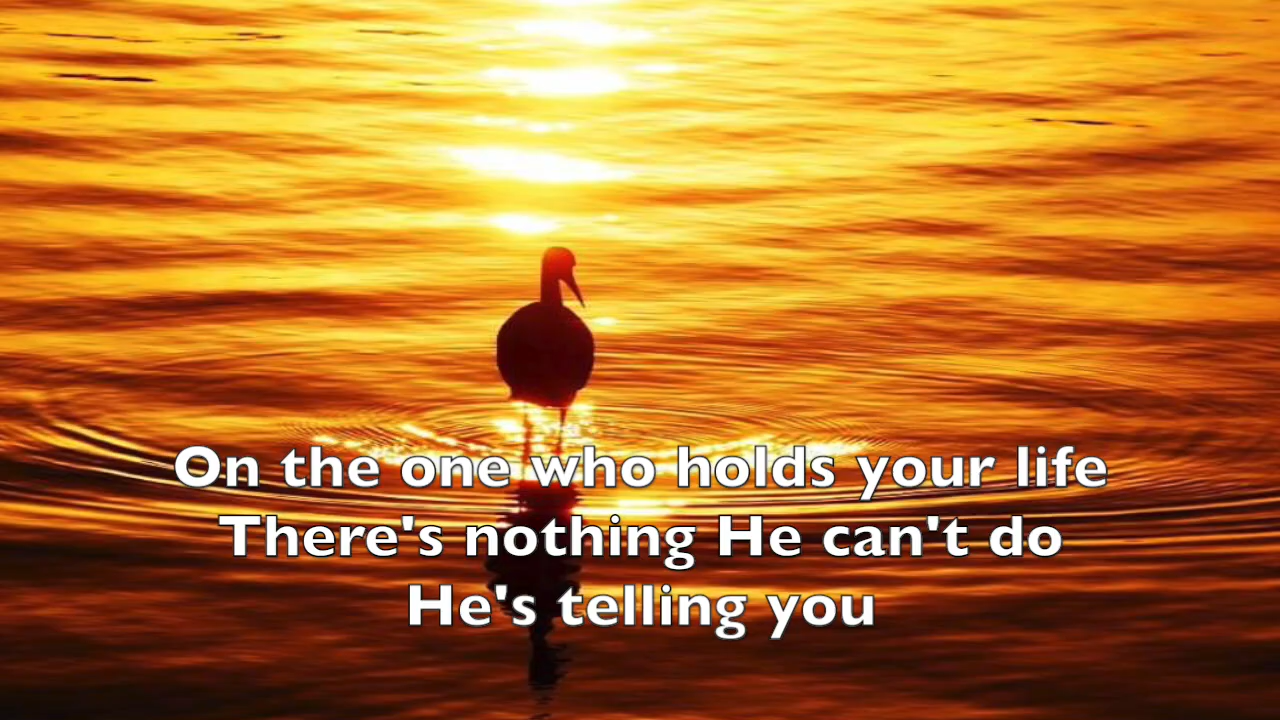 On the one who holds your life
There's nothing He can't do
He's telling you